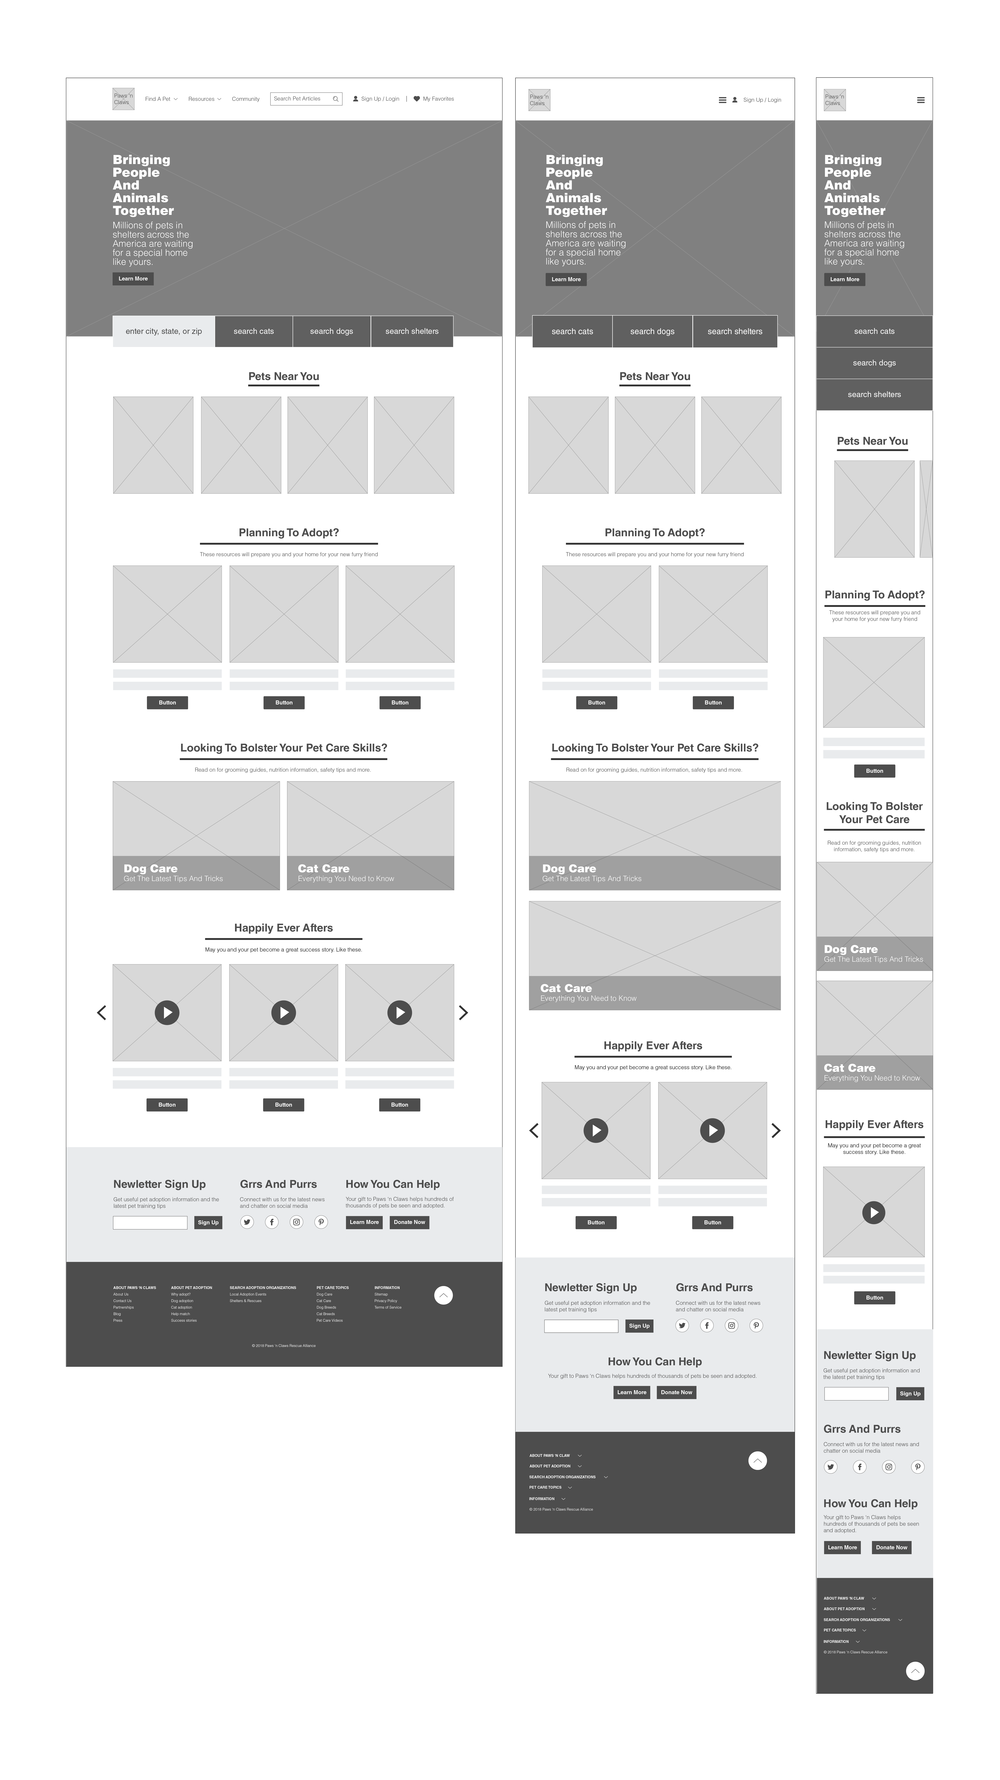 Paws 'n
Claws
Find A Pet
Resources
Community
Search Pet Articles
Sign Up / Login
|
My Favorites
Bringing
People
And
Animals
Together
Millions of pets in
shelters across the
America are waiting
for a special home
like yours.
Learn More
enter city, state, or zip
search cats
search dogs
search shelters
Pets Near You
Planning To Adopt?
These resources will prepare you and your home for your new furry friend
Button
Button
Button
Looking To Bolster Your Pet Care Skills?
Read on for grooming guides, nutrition information, safety tips and more.
Dog Care
Get The Latest Tips And Tricks
Cat Care
Everything You Need to Know
Happily Ever Afters
May you and your pet become a great success story. Like these.
Button
Button
Button
Newletter Sign Up
Get useful pet adoption information and the
latest pet training tips
Sign Up
Grrs And Purrs
Connect with us for the latest news
and chatter on social media
How You Can Help
Your gift to Paws 'n Claws helps hundreds of
thousands of pets be seen and adopted.
Learn More
Donate Now
ABOUT PAWS 'N CLAWS
About Us
Contact Us
Partnerships
Blog
Press
ABOUT PET ADOPTION
Why adopt?
Dog adoption
Cat adoption
Help match
Success stories
SEARCH ADOPTION ORGANIZATIONS
Local Adoption Events
Shelters & Rescues
PET CARE TOPICS
Dog Care
Cat Care
Dog Breeds
Cat Breeds
Pet Care Videos
INFORMATION
Sitemap
Privacy Policy
Terms of Service
© 2019 Paws 'n Claws Rescue Alliance
Paws 'n
Claws
Sign Up / Login
Bringing
People
And
Animals
Together
Millions of pets in
shelters across the
America are waiting
for a special home
like yours.
Learn More
search cats
search dogs
search shelters
Pets Near You
Planning To Adopt?
These resources will prepare you and your home for your new furry friend
Button
Button
Looking To Bolster Your Pet Care Skills?
Read on for grooming guides, nutrition information, safety tips and more.
Dog Care
Get The Latest Tips And Tricks
Cat Care
Everything You Need to Know
Happily Ever Afters
May you and your pet become a great success story. Like these.
Button
Button
Newletter Sign Up
Get useful pet adoption information and the
latest pet training tips
Sign Up
Grrs And Purrs
Connect with us for the latest news
and chatter on social media
How You Can Help
Your gift to Paws 'n Claws helps hundreds of thousands of pets be seen and adopted.
Learn More
Donate Now
ABOUT PAWS 'N CLAW
ABOUT PET ADOPTION
SEARCH ADOPTION ORGANIZATIONS
PET CARE TOPICS
INFORMATION
© 2019 Paws 'n Claws Rescue Alliance
Paws 'n
Claws
Bringing
People
And
Animals
Together
Millions of pets in
shelters across the
America are waiting
for a special home
like yours.
Learn More
search cats
search dogs
search shelters
Pets Near You
Planning To Adopt?
These resources will prepare you and
your home for your new furry friend
Button
Looking To Bolster
Your Pet Care
Read on for grooming guides, nutrition
information, safety tips and more.
Dog Care
Get The Latest Tips And Tricks
Cat Care
Everything You Need to Know
Happily Ever Afters
May you and your pet become a great
success story. Like these.
Button
Newletter Sign Up
Get useful pet adoption information and
the latest pet training tips
Sign Up
Grrs And Purrs
Connect with us for the latest news and
chatter on social media
How You Can Help
Your gift to Paws 'n Claws helps
hundreds of thousands of pets be seen
and adopted.
Learn More
Donate Now
ABOUT PAWS 'N CLAW
ABOUT PET ADOPTION
SEARCH ADOPTION ORGANIZATIONS
PET CARE TOPICS
INFORMATION
© 2019 Paws 'n Claws Rescue Alliance